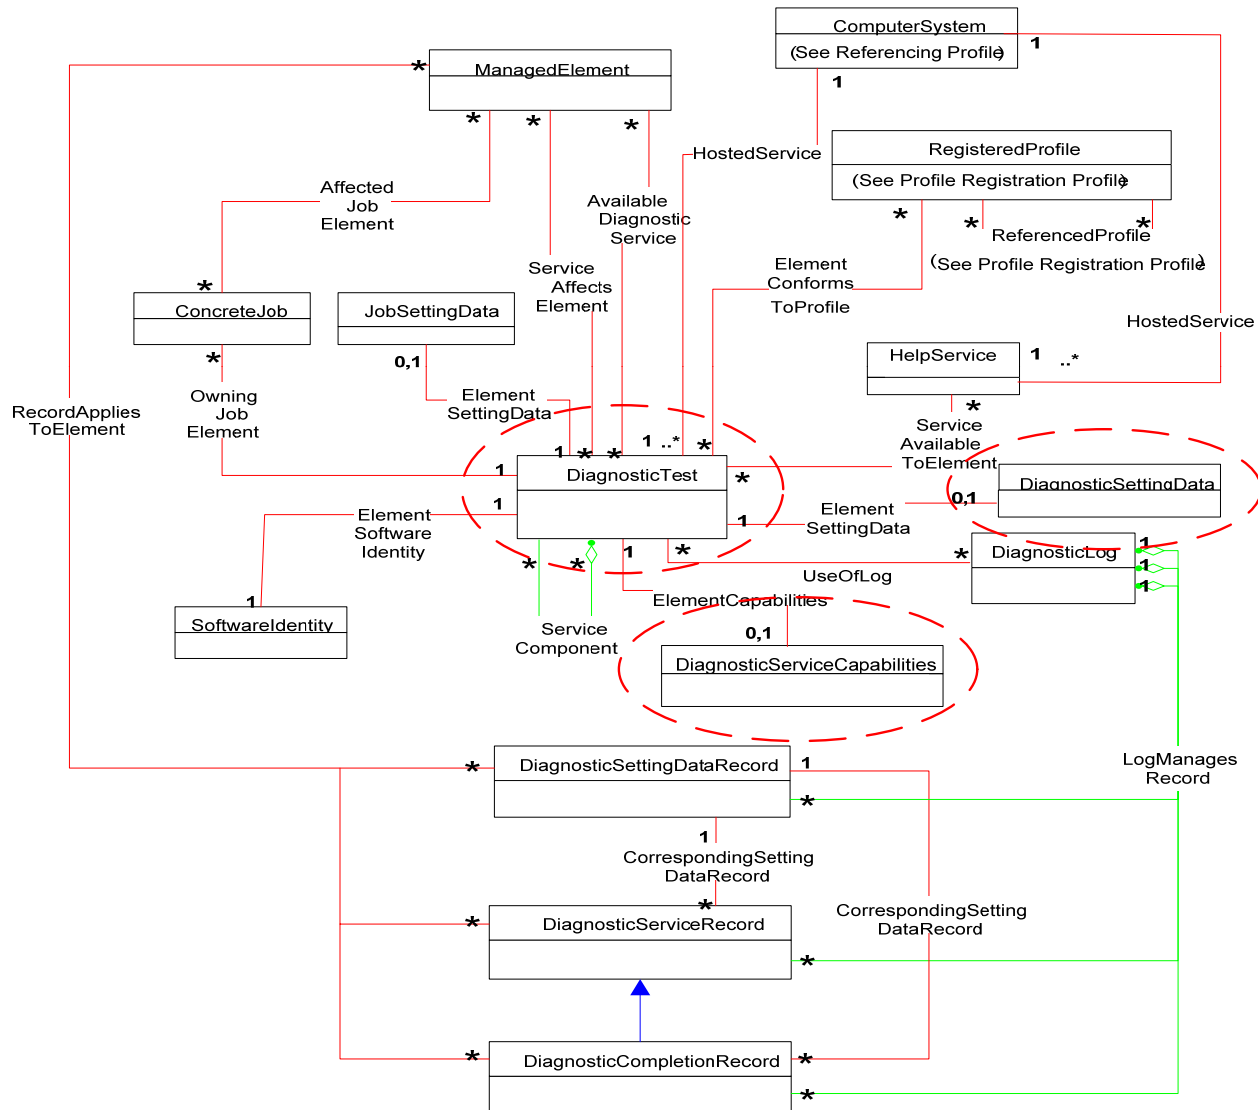 ComputerSystem
(See Referencing Profile)
1
1
ManagedElement
*
*
*
*
HostedService
RegisteredProfile
(See Profile Registration Profile)
*
*
*
ReferencedProfile
(See Profile Registration Profile)
Affected
Job
Element
Available
Diagnostic
Service
Service
Affects
Element
Element
Conforms
ToProfile
*
ConcreteJob
*
JobSettingData
0,1
HostedService
HelpService
1 ..*
*
Owning
Job
Element
Element
SettingData
RecordApplies
ToElement
Service
Available
ToElement
1
1
*
*
1 ..*
*
DiagnosticTest
*
1
1
DiagnosticSettingData
0,1
Element
SettingData
Element
Software
Identity
*
*
1
*
*
DiagnosticLog
1
1
1
UseOfLog
ElementCapabilities
1
SoftwareIdentity
Service
Component
0,1
DiagnosticServiceCapabilities
LogManages
Record
*
DiagnosticSettingDataRecord
1
*
1
CorrespondingSetting
DataRecord
*
*
DiagnosticServiceRecord
*
CorrespondingSetting
DataRecord
*
DiagnosticCompletionRecord
*
*